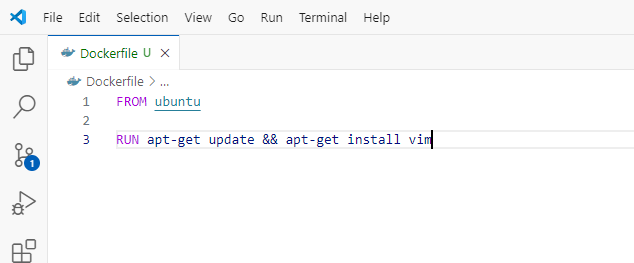 File Edit Selection View Go Run Terminal Help
Dockerfile U
Dockerfile > ...
1 FROM ubuntu
2
3 RUN apt-get update && apt-get install vim
1